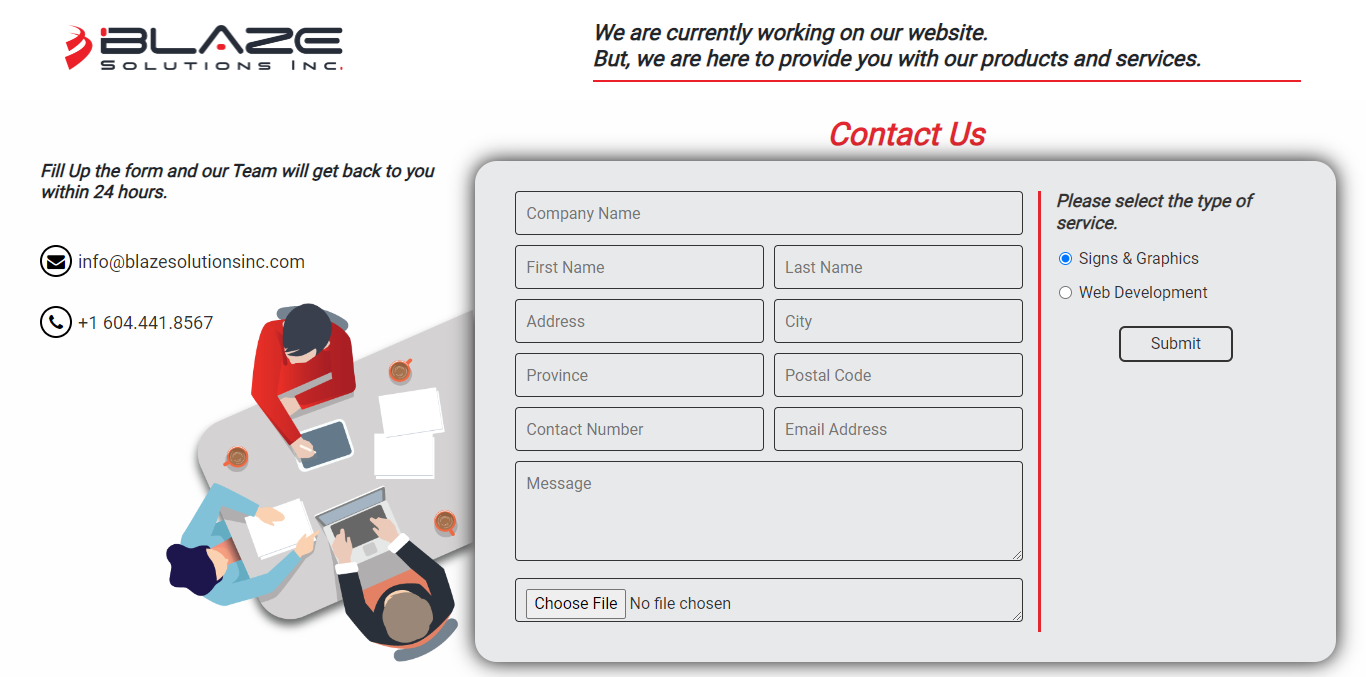 BLAZE
SOLUTIONS INC.
We are currently working on our website.
But, we are here to provide you with our products and services.
Contact Us
Fill Up the form and our Team will get back to you
within 24 hours.
info@blazesolutionsinc.com
+1 604.441.8567
Company Name
First Name
Last Name
Address
City
Province
Postal Code
Contact Number
Email Address
Message
Choose File No file chosen
Please select the type of
service.
Signs & Graphics
Web Development
Submit